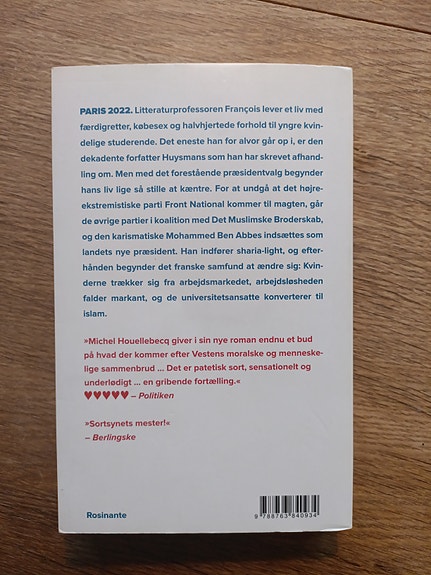 PARIS 2022. Litteraturprofessoren François lever et liv med
færdigretter, købesex og halvhjertede forhold til yngre kvin-
delige studerende. Det eneste han for alvor går op i, er den
dekadente forfatter Huysmans som han har skrevet afhand-
ling om. Men med det forestående præsidentvalg begynder
hans liv lige så stille at kæntre. For at undgå at det højre-
ekstremistiske parti Front National kommer til magten, går
de øvrige partier i koalition med Det Muslimske Broderskab,
og den karismatiske Mohammed Ben Abbes indsættes som
landets nye præsident. Han indfører sharia-light, og efter-
hånden begynder det franske samfund at ændre sig: Kvin-
derne trækker sig fra arbejdsmarkedet, arbejdsløsheden
falder markant, og de universitetsansatte konverterer til
islam.
»Michel Houellebecq giver i sin nye roman endnu et bud
på hvad der kommer efter Vestens moralske og menneske-
lige sammenbrud ... Det er patetisk sort, sensationelt og
underlødigt ... en gribende fortælling.«
♥♥♥♥♥ – Politiken
»Sortsynets mester!«
– Berlingske
Rosinante
9 788763 840934